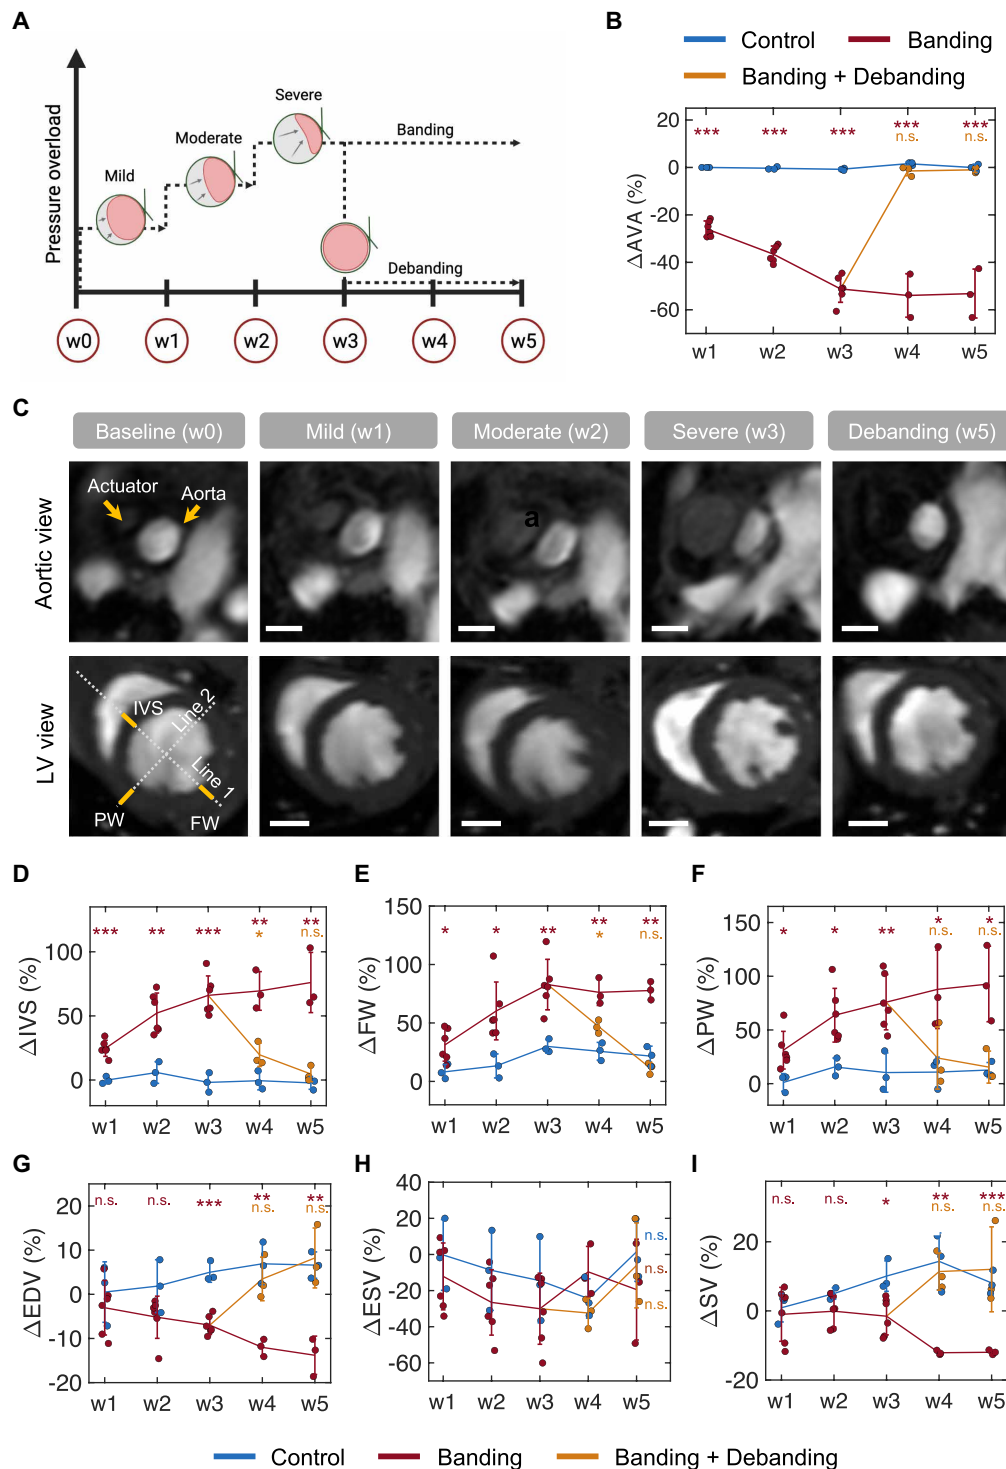 A
Pressure overload
Mild
Moderate
Severe
Banding
Debanding
w0 w1 w2 w3 w4 w5
B
Control Banding
Banding + Debanding
ΔAVA (%)
20
0
-20
-40
-60
*** *** *** *** ***
n.s. n.s.
w1 w2 w3 w4 w5
C
Baseline (w0) Mild (w1) Moderate (w2) Severe (w3) Debanding (w5)
Aortic view
Actuator
Aorta
a
LV view
IVS
Line 2
Line 1
PW
FW
D
ΔIVS (%)
100
50
0
*** ** *** ** **
* n.s.
w1 w2 w3 w4 w5
E
ΔFW (%)
150
100
50
0
* * ** ** **
* n.s.
w1 w2 w3 w4 w5
F
ΔPW (%)
150
100
50
0
* * ** * *
n.s. n.s.
w1 w2 w3 w4 w5
G
ΔEDV (%)
20
10
0
-10
-20
n.s. n.s. *** ** **
n.s. n.s.
w1 w2 w3 w4 w5
H
ΔESV (%)
40
20
0
-20
-40
-60
n.s.
n.s.
n.s.
w1 w2 w3 w4 w5
I
ΔSV (%)
20
0
-20
n.s. n.s. * ** ***
n.s. n.s.
w1 w2 w3 w4 w5
Control Banding Banding + Debanding